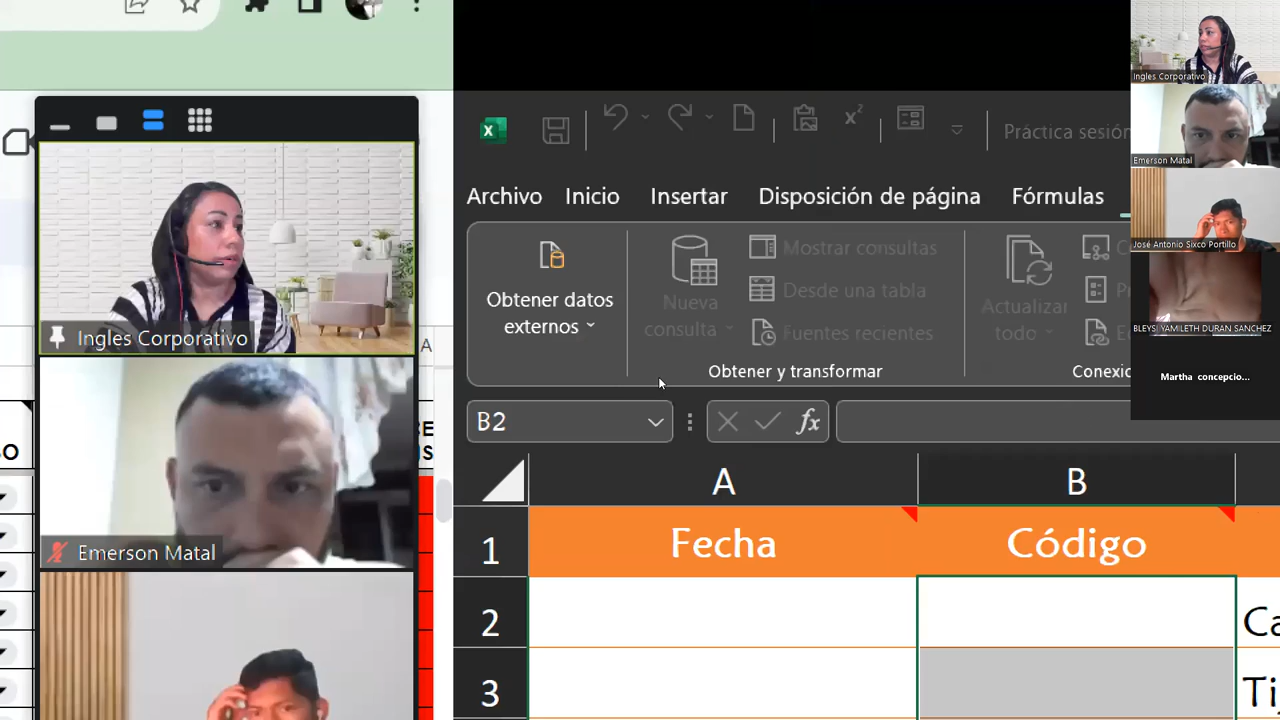 Ingles Corporativo
Emerson Matal
Práctica sesión
Archivo
Inicio
Insertar
Disposición de página
Fórmulas
Obtener datos
externos
Nueva
consulta
Mostrar consultas
Desde una tabla
Fuentes recientes
Actualizar
todo
Obtener y transformar
Conexio
B2
fx
A
B
1
Fecha
Código
2
3
Ca
Tij
Ingles Corporativo
Emerson Matal
José Antonio Sixco Portillo
BLEYSI YAMILETH DURAN SANCHEZ
Martha concepcio...